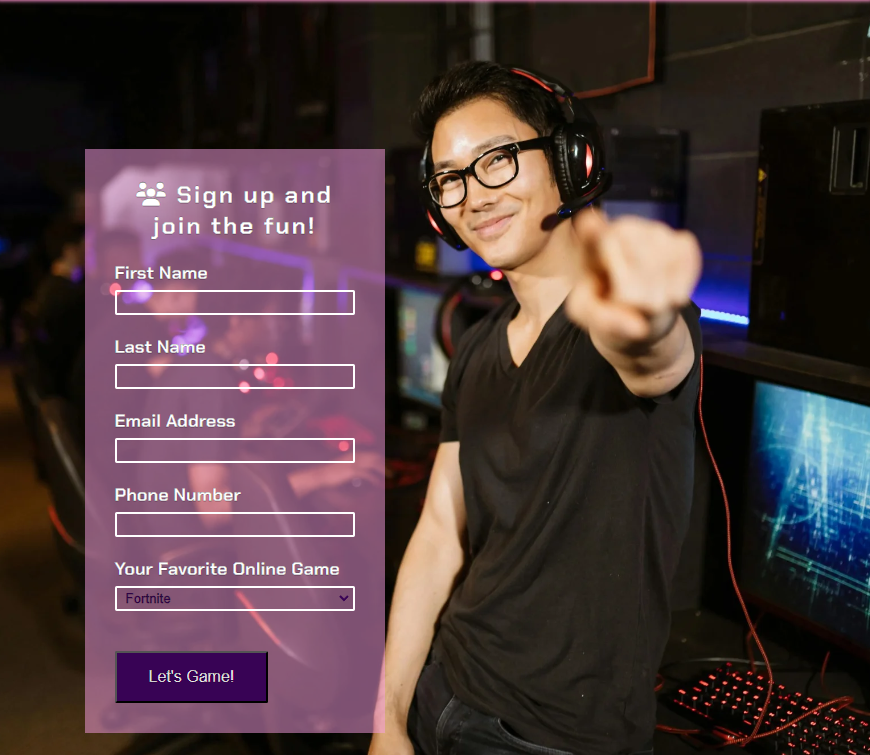 Sign up and
join the fun!
First Name
Last Name
Email Address
Phone Number
Your Favorite Online Game
Fortnite
Let's Game!